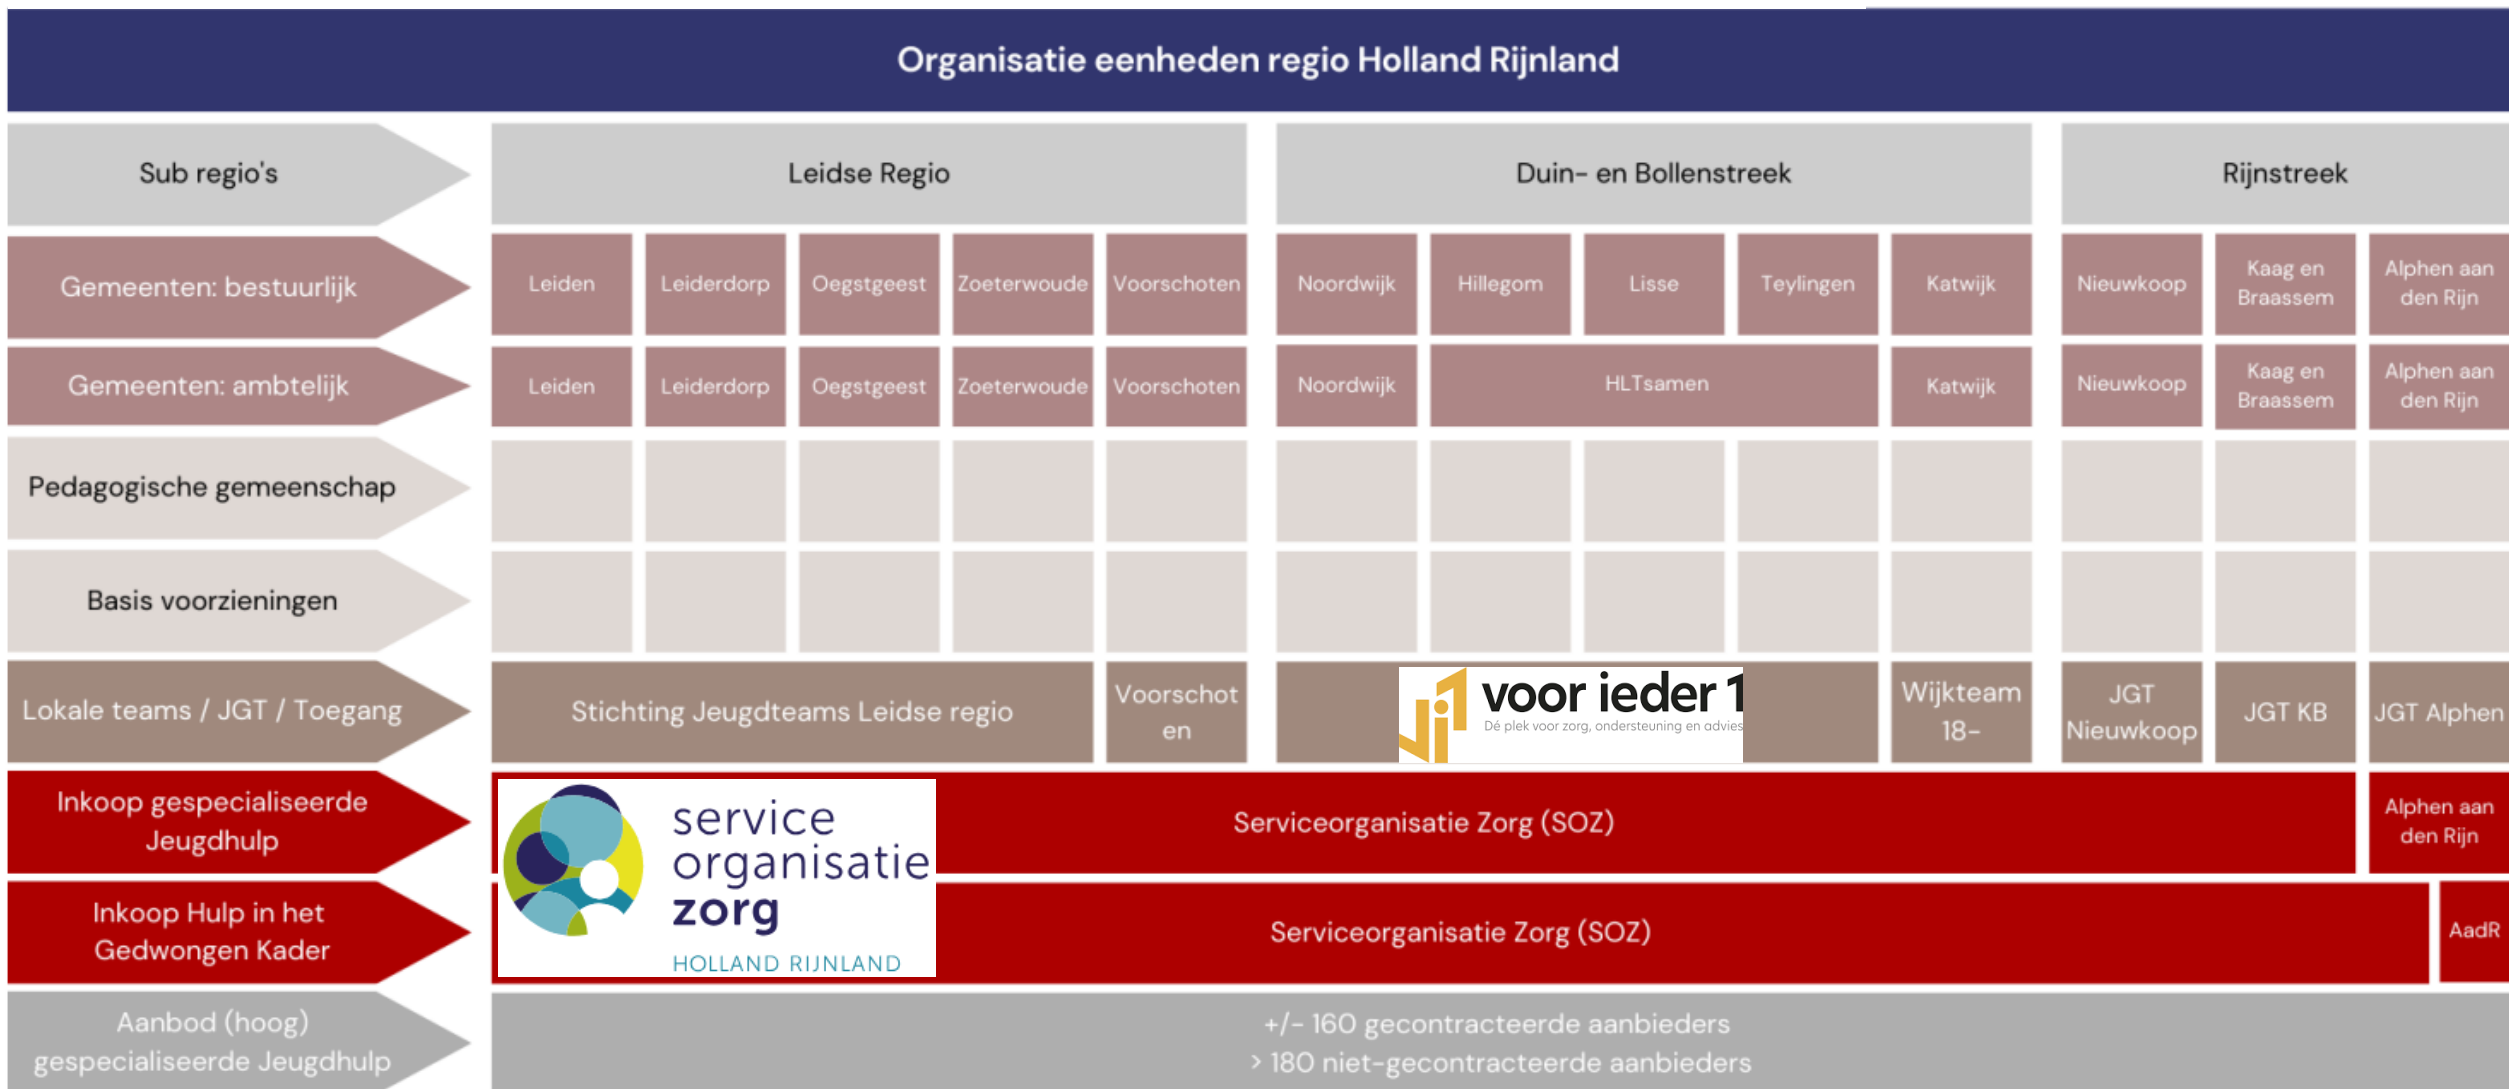 Organisatie eenheden regio Holland Rijnland
Sub regio's
Leidse Regio
Duin- en Bollenstreek
Rijnstreek
Gemeenten: bestuurlijk
Leiden
Leiderdorp
Oegstgeest
Zoeterwoude
Voorschoten
Noordwijk
Hillegom
Lisse
Teylingen
Katwijk
Nieuwkoop
Kaag en
Braassem
Alphen aan
den Rijn
Gemeenten: ambtelijk
Leiden
Leiderdorp
Oegstgeest
Zoeterwoude
Voorschoten
Noordwijk
HLTsamen
Katwijk
Nieuwkoop
Kaag en
Braassem
Alphen aan
den Rijn
Pedagogische gemeenschap
Basis voorzieningen
Lokale teams / JGT / Toegang
Stichting Jeugdteams Leidse regio
Voorschot
en
voor ieder 1
Dé plek voor zorg, ondersteuning en advies
Wijkteam
18-
JGT
Nieuwkoop
JGT KB
JGT Alphen
Inkoop gespecialiseerde
Jeugdhulp
service
organisatie
zorg
HOLLAND RIJNLAND
Serviceorganisatie Zorg (SOZ)
Alphen aan
den Rijn
Inkoop Hulp in het
Gedwongen Kader
Serviceorganisatie Zorg (SOZ)
AadR
Aanbod (hoog)
gespecialiseerde Jeugdhulp
+/- 160 gecontracteerde aanbieders
> 180 niet-gecontracteerde aanbieders